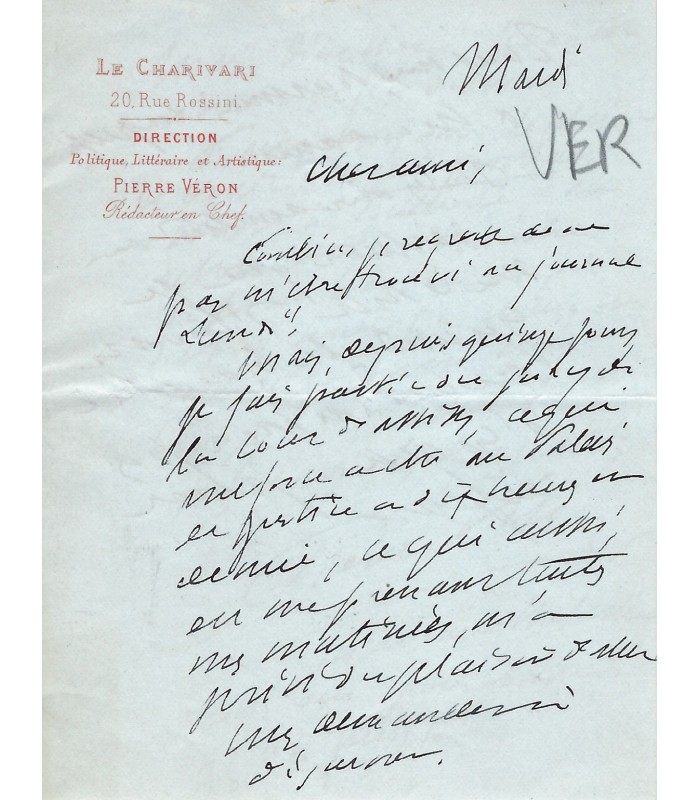 LE CHARIVARI
20, Rue Rossini
DIRECTION
Politique, Littéraire et Artistique:
PIERRE VÉRON
Rédacteur en Chef.
Mardi
VER
Cher ami,
Combien je regrette de ne
pas m'être trouvé au journal
Lundi!
Mais, depuis quinze jours,
je fais partie du jury de
la Cour d'assises, ce qui
me force à être au Palais
de justice à dix heures et
demie, ce qui aussi,
en me prenant toutes
mes matinées, m'a
privé du plaisir d'aller
vous demander à
déjeuner.